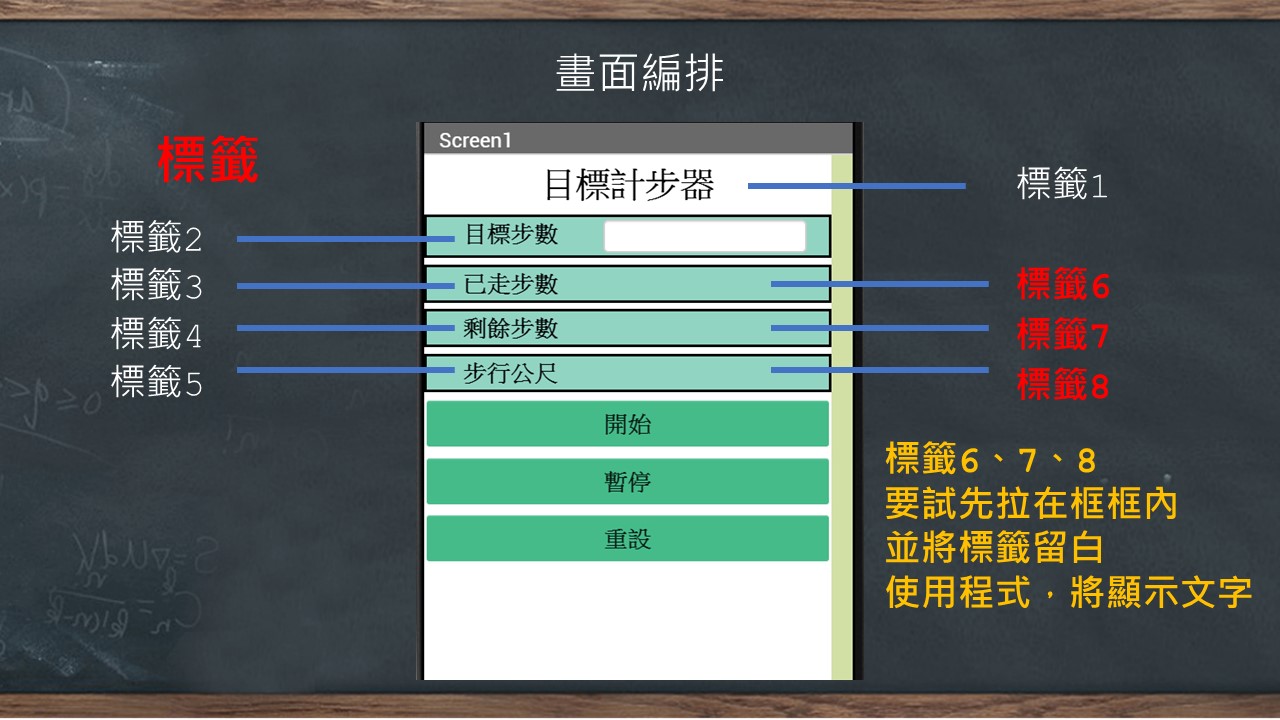 畫面編排
標籤
Screen1
目標計步器
標籤1
標籤2
目標步數
標籤3
已走步數
標籤6
標籤4
剩餘步數
標籤7
標籤5
步行公尺
標籤8
開始
暫停
重設
標籤6、7、8
要試先拉在框框內
並將標籤留白
使用程式，將顯示文字